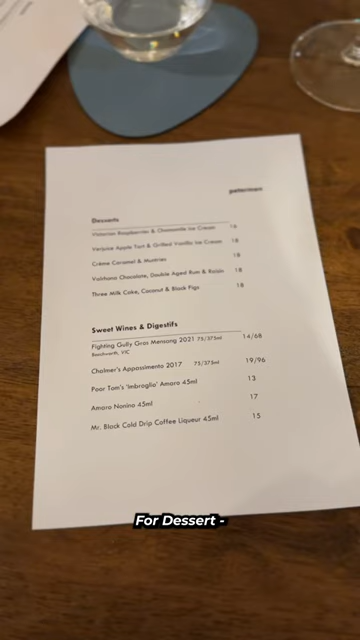 petermen
Desserts
Victorian Raspberries & Chamomile Ice Cream 16
Verjuice Apple Tart & Grilled Vanilla Ice Cream 18
Crème Caramel & Muntries 18
Valrhona Chocolate, Double Aged Rum & Raisin 18
Three Milk Cake, Coconut & Black Figs 18
Sweet Wines & Digestifs
Fighting Gully Gros Manseng 2021 75/375ml 14/68
Beechworth, VIC
Chalmer's Appassimento 2017 75/375ml 19/96
Poor Tom's 'Imbroglio' Amaro 45ml 13
Amaro Nonino 45ml 17
Mr. Black Cold Drip Coffee Liqueur 45ml 15
For Dessert -